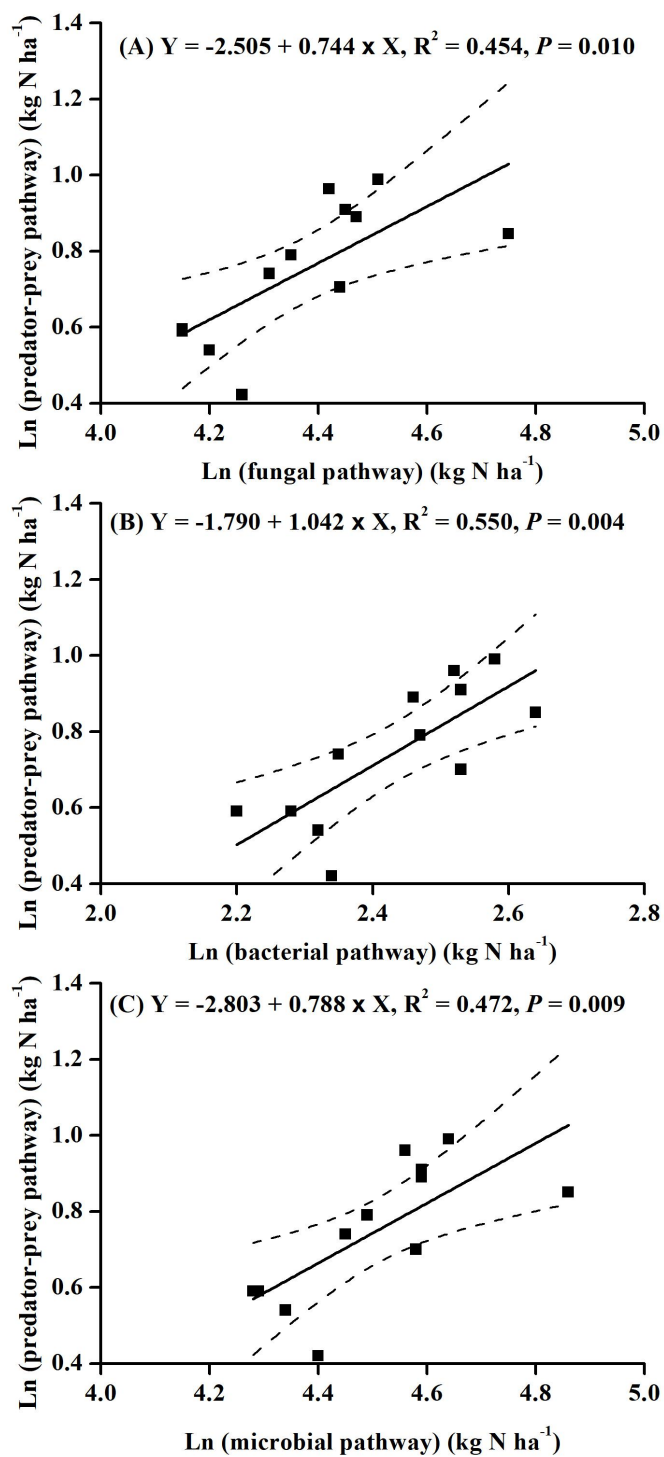 (A) Y = -2.505 + 0.744 x X, R² = 0.454, P = 0.010
Ln (predator-prey pathway) (kg N ha⁻¹)
1.4
1.2
1.0
0.8
0.6
0.4
4.0 4.2 4.4 4.6 4.8 5.0
Ln (fungal pathway) (kg N ha⁻¹)
(B) Y = -1.790 + 1.042 x X, R² = 0.550, P = 0.004
Ln (predator-prey pathway) (kg N ha⁻¹)
1.4
1.2
1.0
0.8
0.6
0.4
2.0 2.2 2.4 2.6 2.8
Ln (bacterial pathway) (kg N ha⁻¹)
(C) Y = -2.803 + 0.788 x X, R² = 0.472, P = 0.009
Ln (predator-prey pathway) (kg N ha⁻¹)
1.4
1.2
1.0
0.8
0.6
0.4
4.0 4.2 4.4 4.6 4.8 5.0
Ln (microbial pathway) (kg N ha⁻¹)